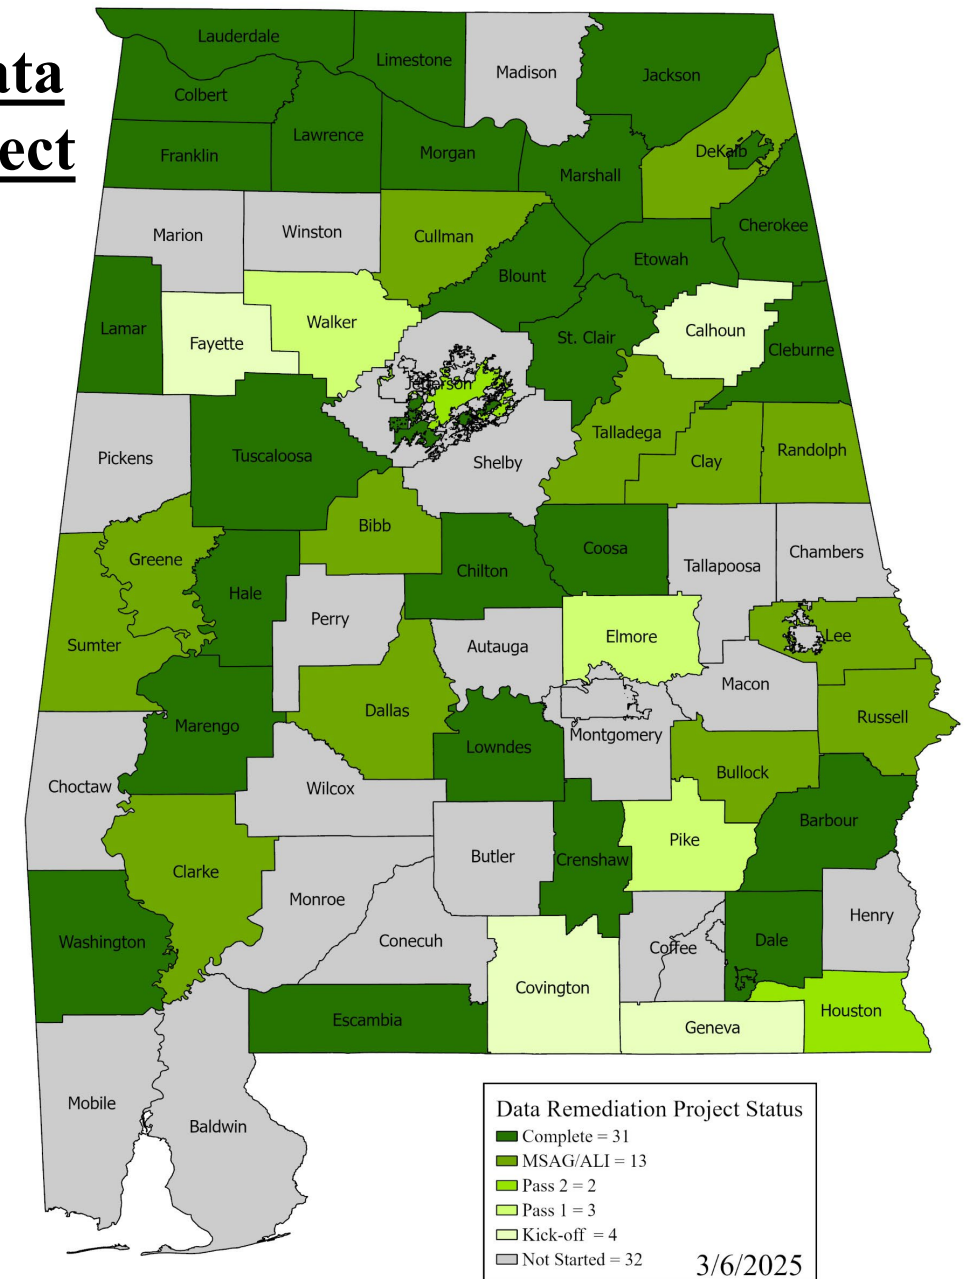 ata
ect
Lauderdale
Limestone
Madison
Jackson
Colbert
Lawrence
Franklin
Morgan
DeKalb
Marshall
Marion
Winston
Cullman
Cherokee
Blount
Etowah
Lamar
Fayette
Walker
St. Clair
Calhoun
Cleburne
Jefferson
Pickens
Tuscaloosa
Shelby
Talladega
Clay
Randolph
Bibb
Greene
Hale
Chilton
Coosa
Tallapoosa
Chambers
Perry
Sumter
Autauga
Elmore
Lee
Macon
Dallas
Marengo
Lowndes
Montgomery
Russell
Choctaw
Wilcox
Bullock
Barbour
Clarke
Butler
Crenshaw
Pike
Monroe
Henry
Washington
Conecuh
Coffee
Dale
Covington
Escambia
Geneva
Houston
Mobile
Baldwin
Data Remediation Project Status
Complete = 31
MSAG/ALI = 13
Pass 2 = 2
Pass 1 = 3
Kick-off = 4
Not Started = 32
3/6/2025